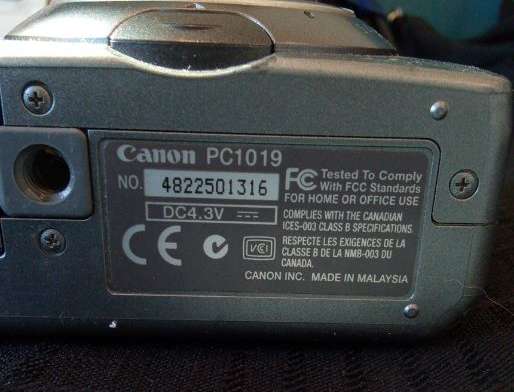 Canon PC1019
NO. 4822501316
DC4.3V
FC Tested To Comply
With FCC Standards
FOR HOME OR OFFICE USE
COMPLIES WITH THE CANADIAN
ICES-003 CLASS B SPECIFICATIONS.
RESPECTE LES EXIGENCES DE LA
CLASSE B DE LA NMB-003 DU
CANADA.
CE
VCI
CANON INC. MADE IN MALAYSIA